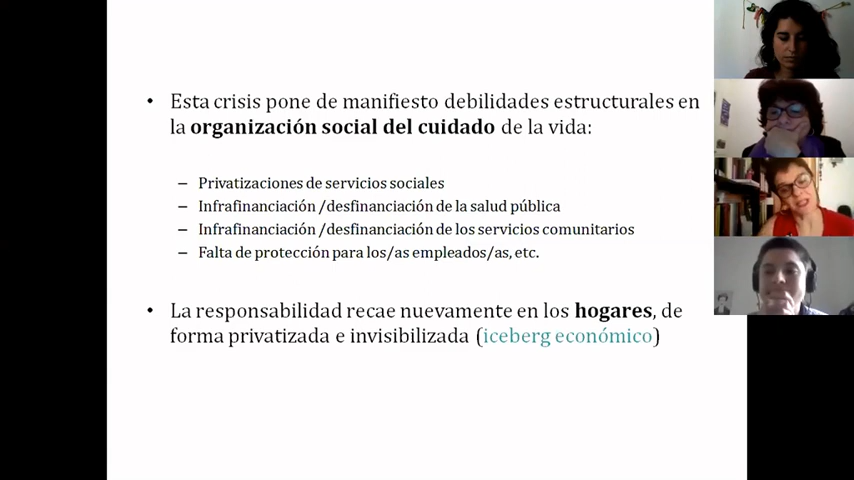 • Esta crisis pone de manifiesto debilidades estructurales en
la organización social del cuidado de la vida:
– Privatizaciones de servicios sociales
– Infrafinanciación /desfinanciación de la salud pública
– Infrafinanciación /desfinanciación de los servicios comunitarios
– Falta de protección para los/as empleados/as, etc.
• La responsabilidad recae nuevamente en los hogares, de
forma privatizada e invisibilizada (iceberg económico)